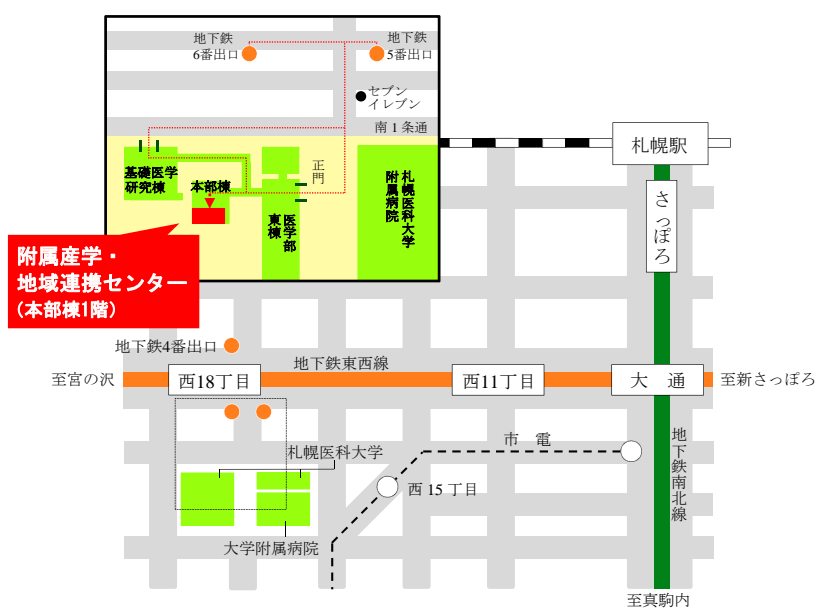 地下鉄
6番出口
地下鉄
5番出口
セブン
イレブン
南1条通
基礎医学
研究棟
本部棟
正門
医学部
東棟
札幌医科大学
附属病院
附属産学・
地域連携センター
(本部棟1階)
札幌駅
さっぽろ
地下鉄4番出口
地下鉄東西線
至宮の沢
西18丁目
西11丁目
大 通
至新さっぽろ
市 電
札幌医科大学
西 15 丁目
地下鉄南北線
大学附属病院
至真駒内